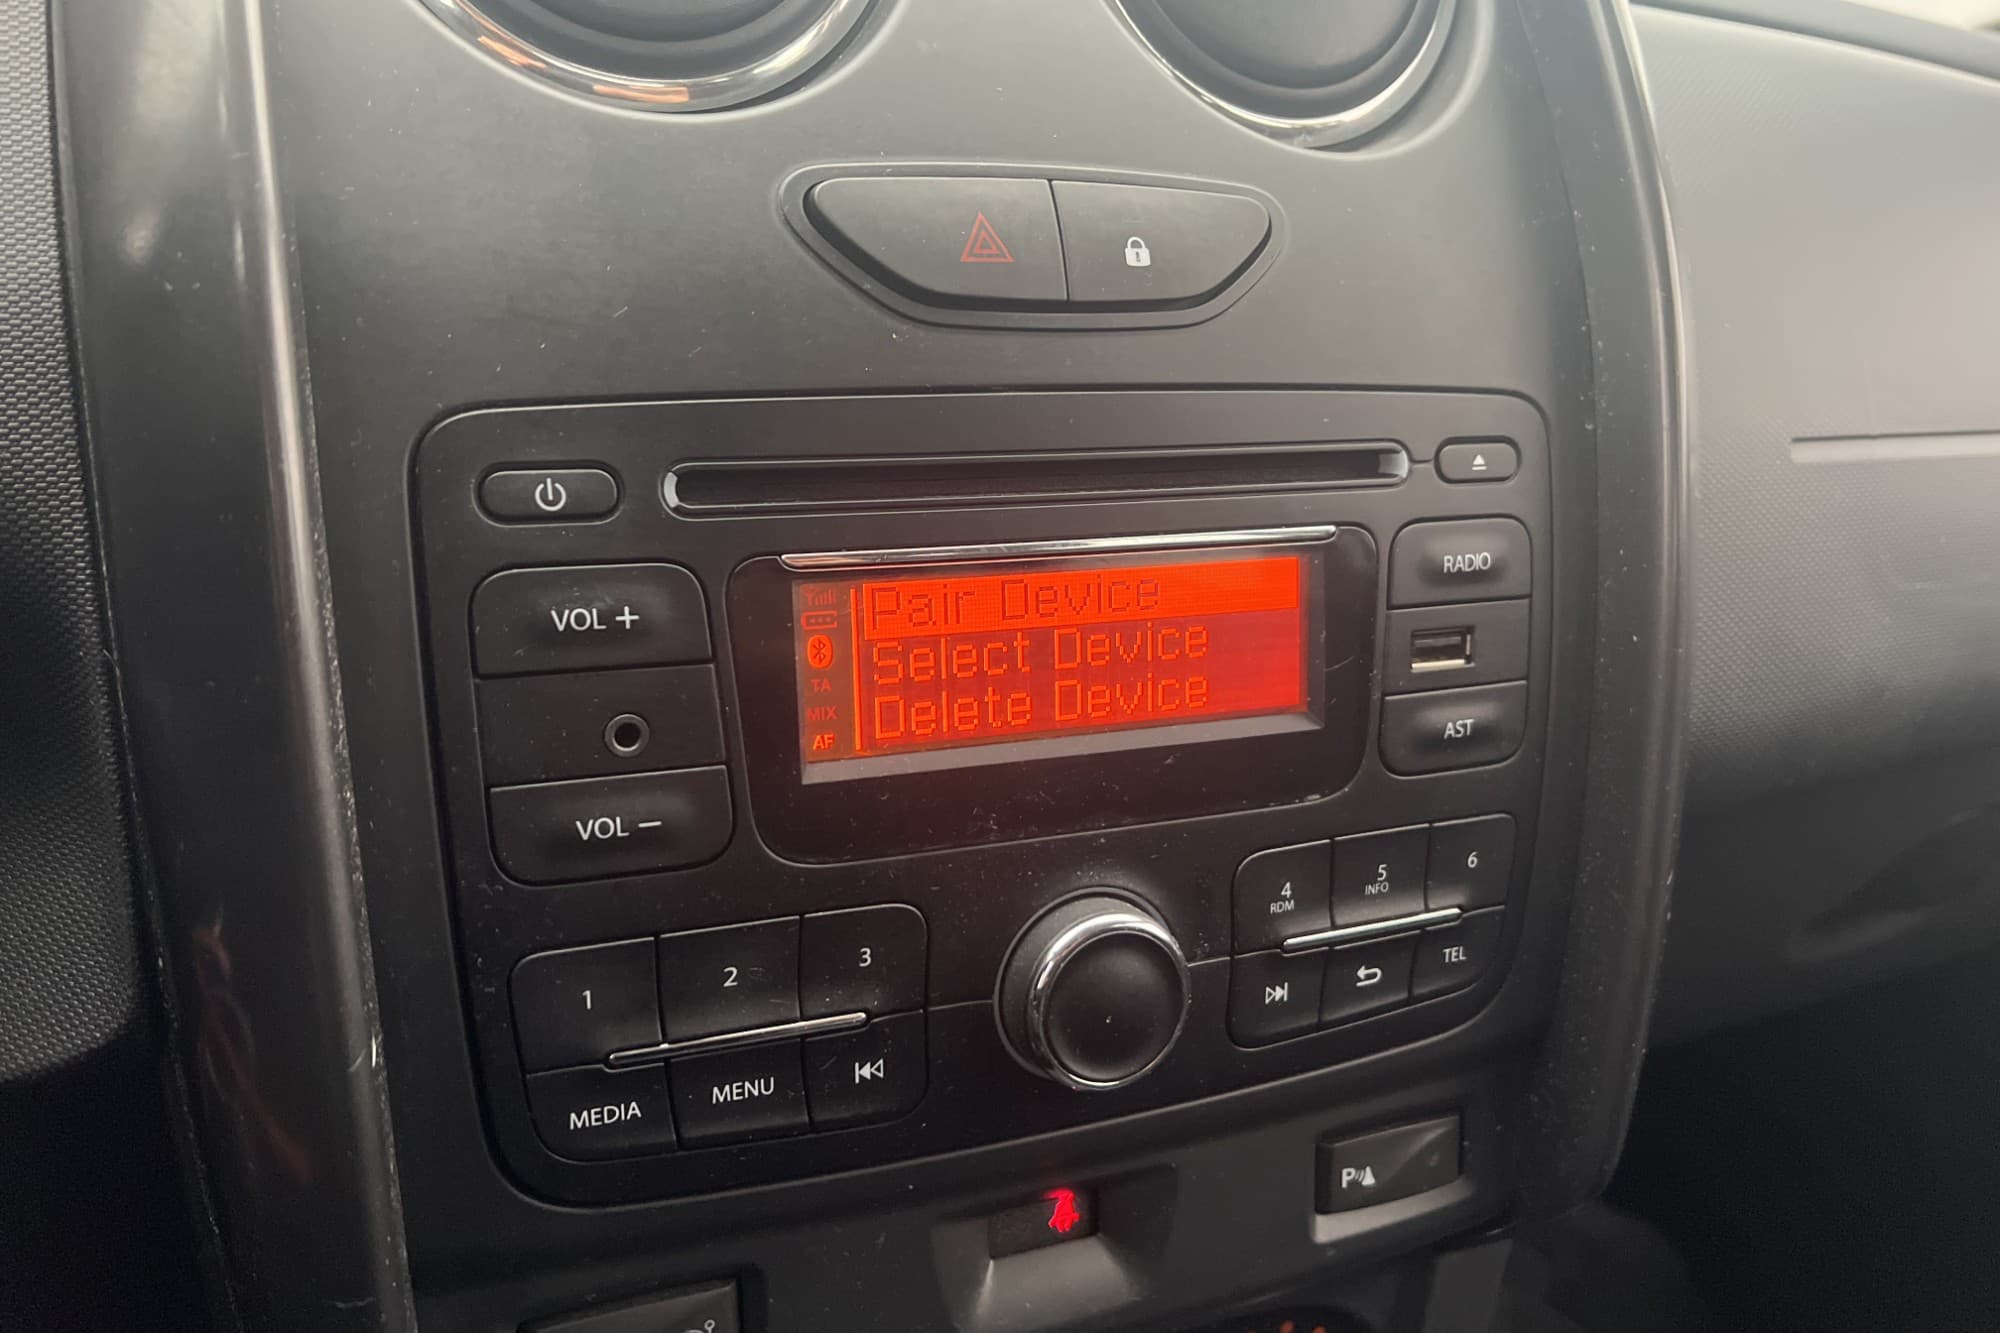 VOL +
VOL −
Pair Device
Select Device
Delete Device
TA
MIX
AF
RADIO
AST
1
2
3
MEDIA
MENU
4
RDM
5
INFO
6
TEL
P